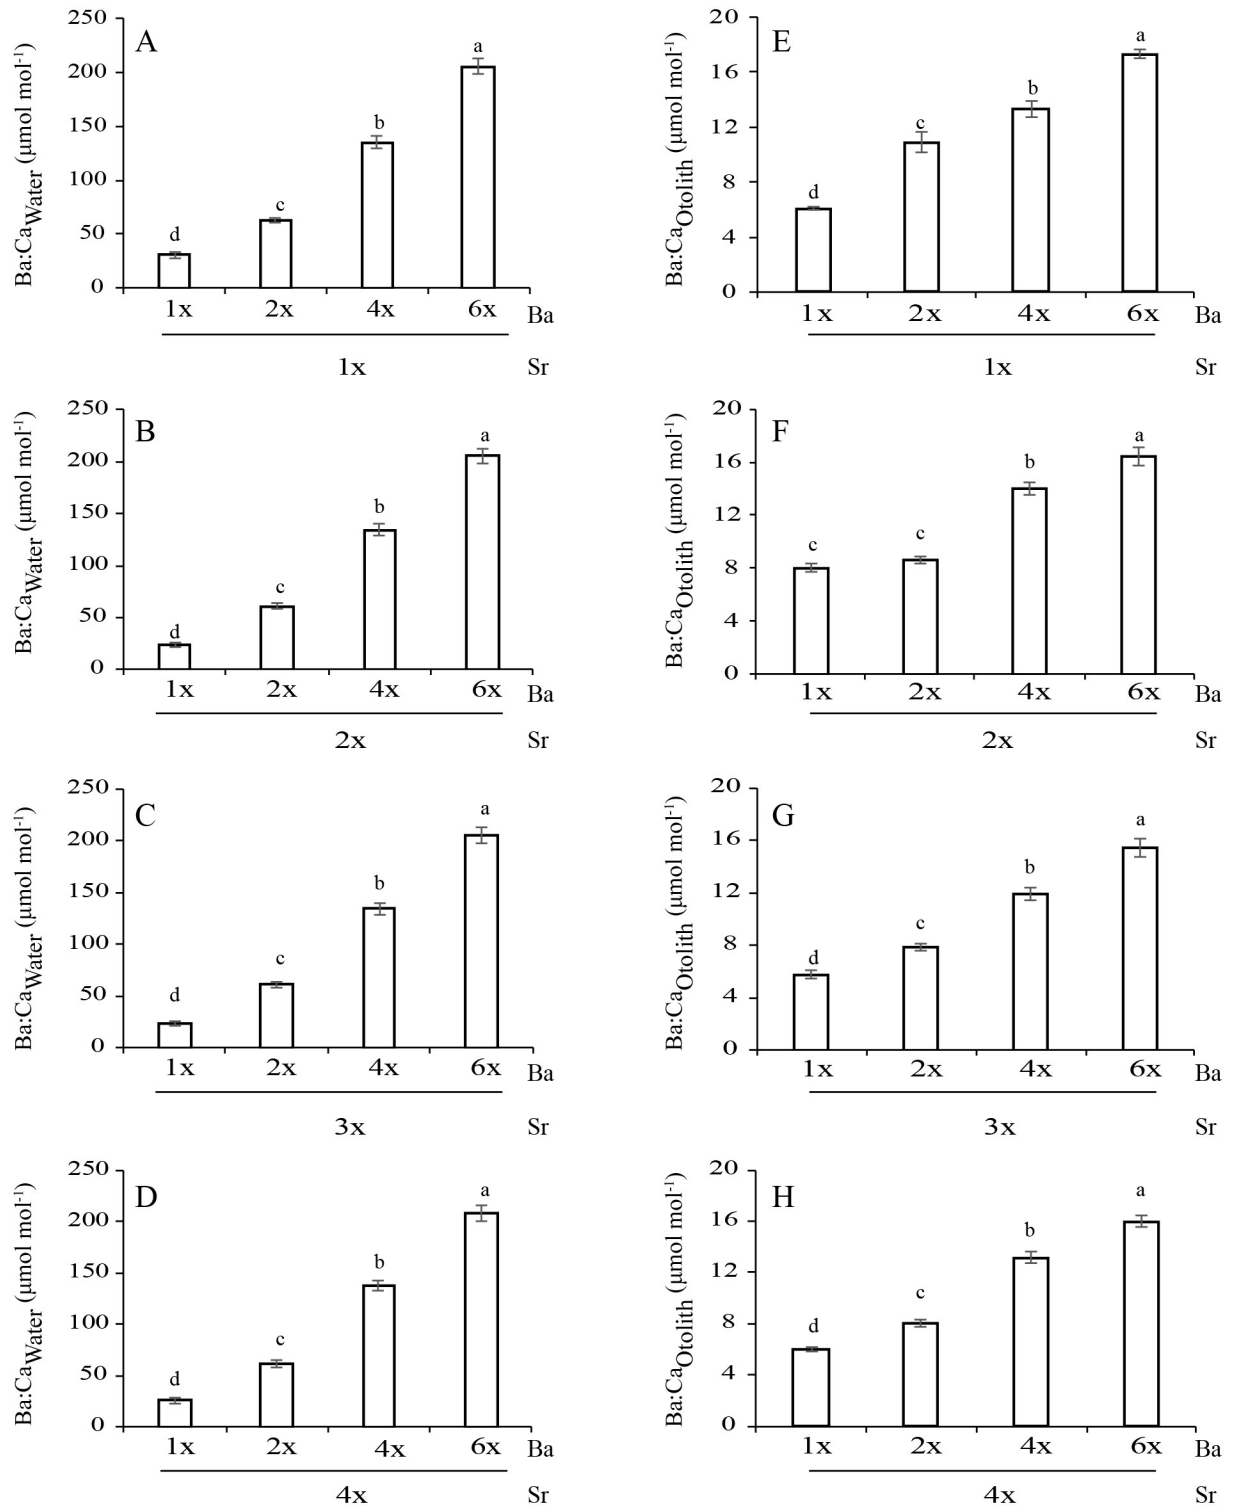 A
Ba:CaWater (µmol mol-1)
250
200
150
100
50
0
d
c
b
a
1x 2x 4x 6x Ba
1x Sr
E
Ba:CaOtolith (µmol mol-1)
20
16
12
8
4
0
d
c
b
a
1x 2x 4x 6x Ba
1x Sr
B
Ba:CaWater (µmol mol-1)
250
200
150
100
50
0
d
c
b
a
1x 2x 4x 6x Ba
2x Sr
F
Ba:CaOtolith (µmol mol-1)
20
16
12
8
4
0
c
c
b
a
1x 2x 4x 6x Ba
2x Sr
C
Ba:CaWater (µmol mol-1)
250
200
150
100
50
0
d
c
b
a
1x 2x 4x 6x Ba
3x Sr
G
Ba:CaOtolith (µmol mol-1)
20
16
12
8
4
0
d
c
b
a
1x 2x 4x 6x Ba
3x Sr
D
Ba:CaWater (µmol mol-1)
250
200
150
100
50
0
d
c
b
a
1x 2x 4x 6x Ba
4x Sr
H
Ba:CaOtolith (µmol mol-1)
20
16
12
8
4
0
d
c
b
a
1x 2x 4x 6x Ba
4x Sr